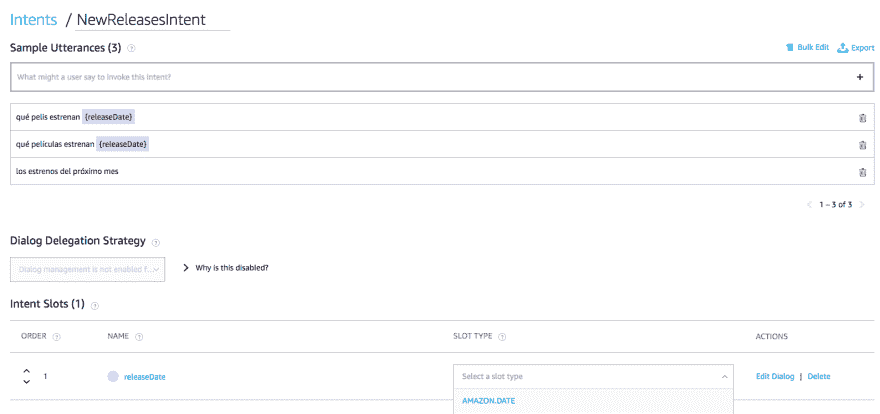 Intents / NewReleasesIntent
Sample Utterances (3) ?
Bulk Edit Export
What might a user say to invoke this intent? +
qué pelis estrenan {releaseDate}
qué películas estrenan {releaseDate}
los estrenos del próximo mes
< 1 – 3 of 3 >
Dialog Delegation Strategy ?
Dialog management is not enabled f... Why is this disabled?
Intent Slots (1) ?
ORDER ? NAME ? SLOT TYPE ? ACTIONS
1 releaseDate Select a slot type Edit Dialog | Delete
AMAZON.DATE